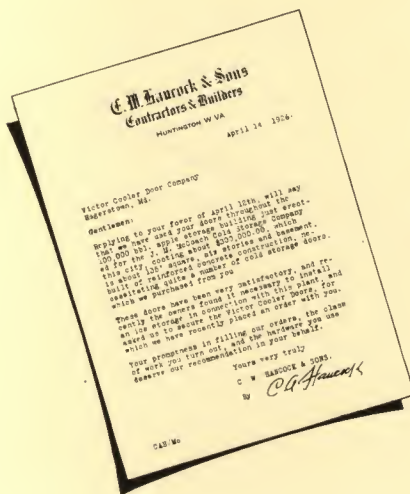 C. W. Hancock & Sons
Contractors & Builders
HUNTINGTON W VA
April 14 1926.
Victor Cooler Door Company
Hagerstown, Md.
Gentlemen:
Replying to your favor of April 12th, will say
that we have used your doors throughout the
100,000 bbl. apple storage building just erect-
ed for the J. H. McCoach Cold Storage Company
this city, costing about $300,000.00, which
is about 135' square, six stories and basement,
built of reinforced concrete construction, nec-
essitating quite a number of cold storage doors,
which we purchased from you
These doors have been very satisfactory, and re-
cently the owners found it necessary to install
an ice storage in connection with this plant, and
asked us to secure the Victor Cooler Doors, for
which we have recently placed an order with you.
Your promptness in filling our orders, the class
of work you turn out, and the hardware you use
deserve our recommendation in your behalf.
Yours very truly
C W HANCOCK & SONS.
By C A Hancock
CAH/Mc